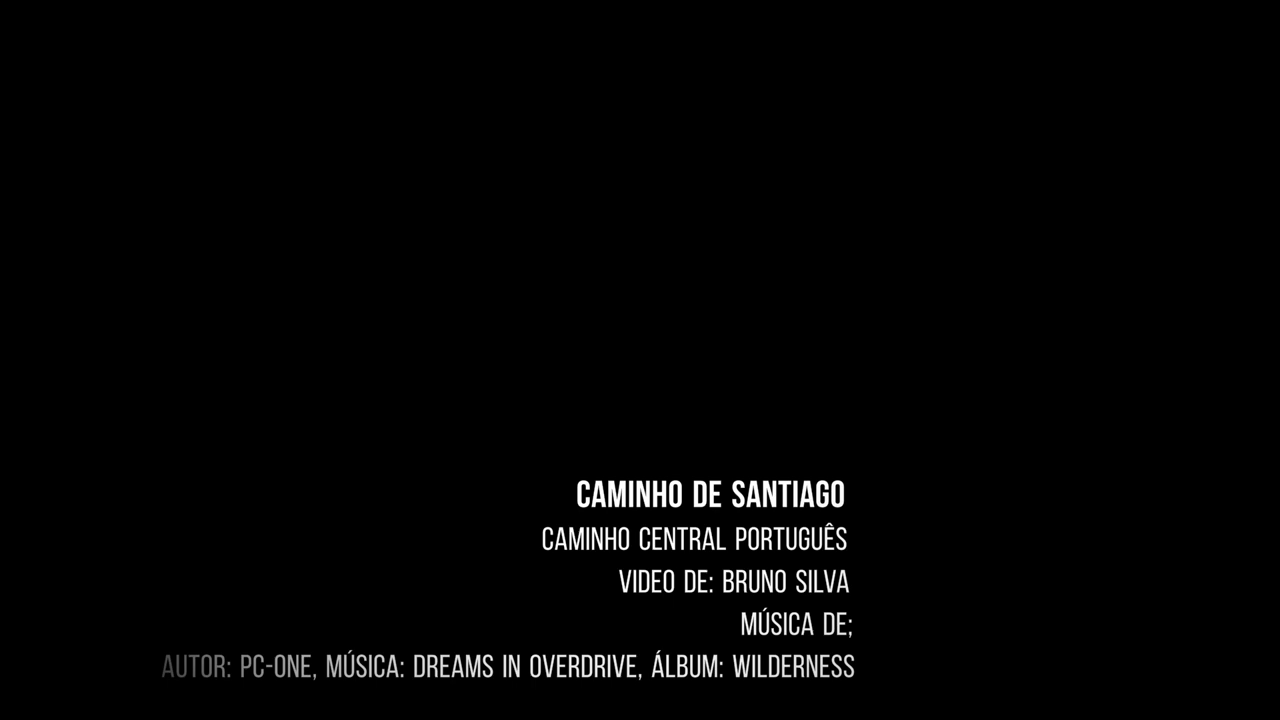 CAMINHO DE SANTIAGO
CAMINHO CENTRAL PORTUGUÊS
VIDEO DE: BRUNO SILVA
MÚSICA DE;
AUTOR: PC-ONE, MÚSICA: DREAMS IN OVERDRIVE, ÁLBUM: WILDERNESS